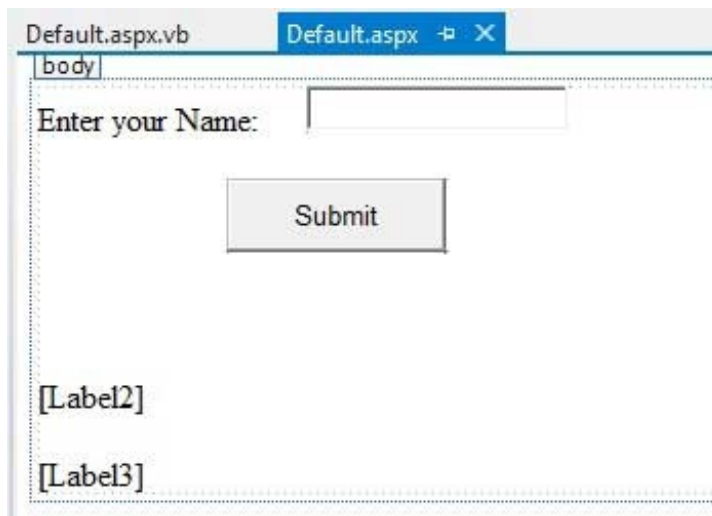 Default.aspx.vb Default.aspx
body
Enter your Name:
Submit
[Label2]
[Label3]